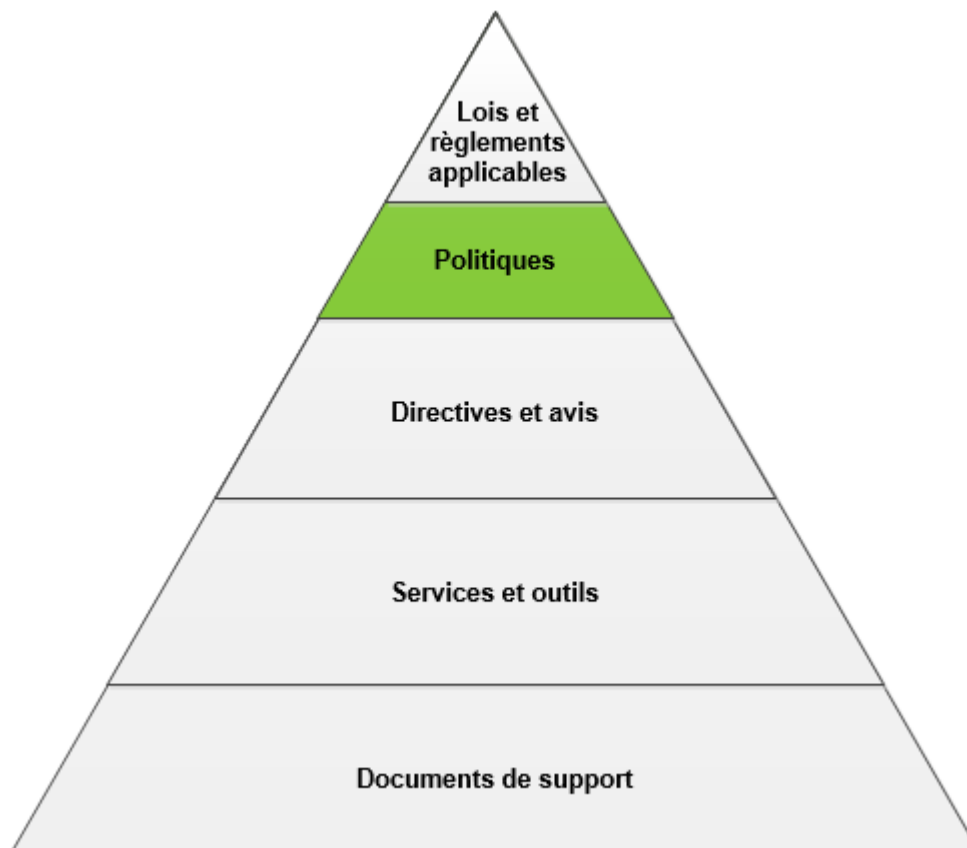 Lois et
règlements
applicables
Politiques
Directives et avis
Services et outils
Documents de support